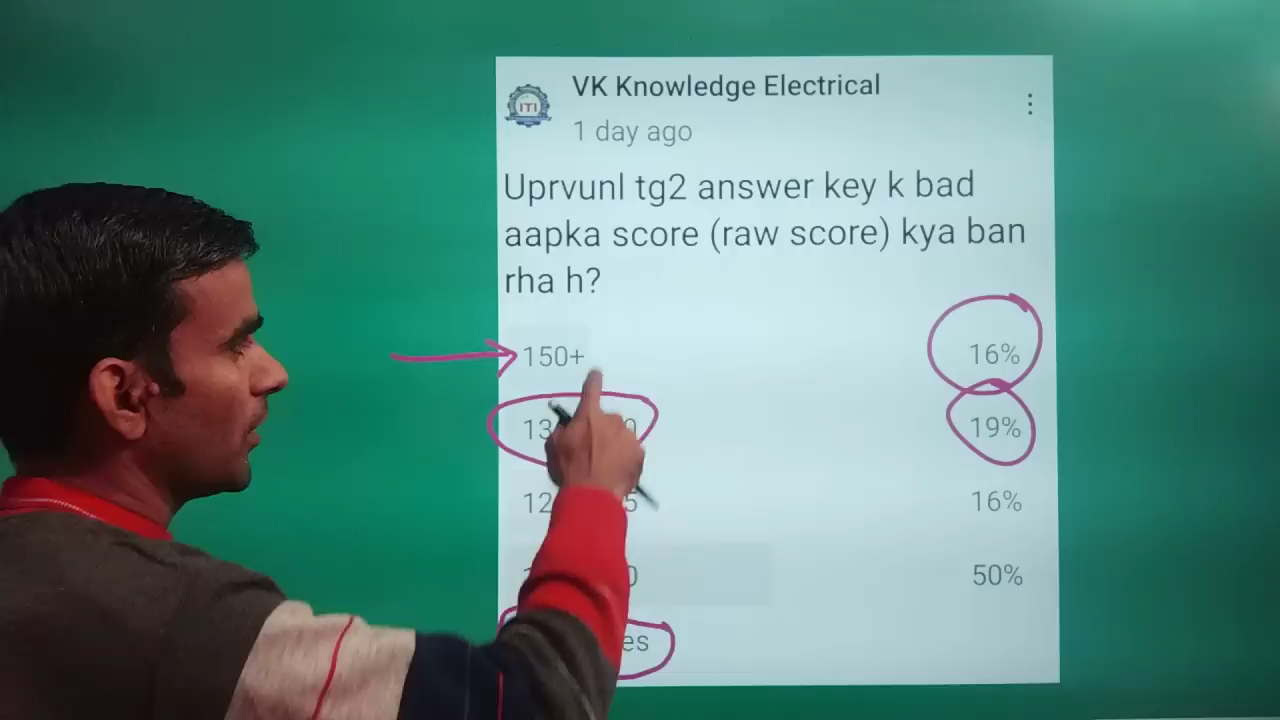 ITI
VK Knowledge Electrical
1 day ago
Uprvunl tg2 answer key k bad
aapka score (raw score) kya ban
rha h?
150+ 16%
19%
16%
50%